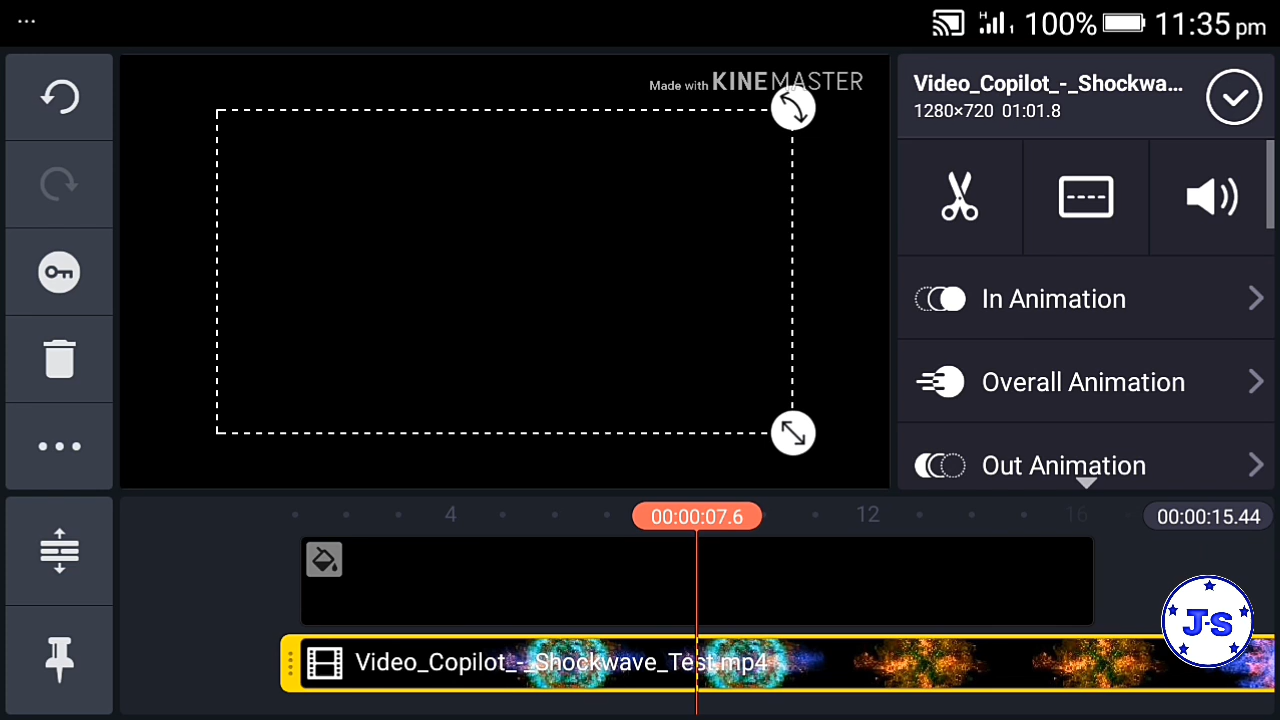 ...
H 1 100% 11:35 pm
Made with KINEMASTER
Video_Copilot_-_Shockwa...
1280×720 01:01.8
In Animation
Overall Animation
Out Animation
4
00:00:07.6
12
16
00:00:15.44
J-S
Video_Copilot_-_Shockwave_Test.mp4